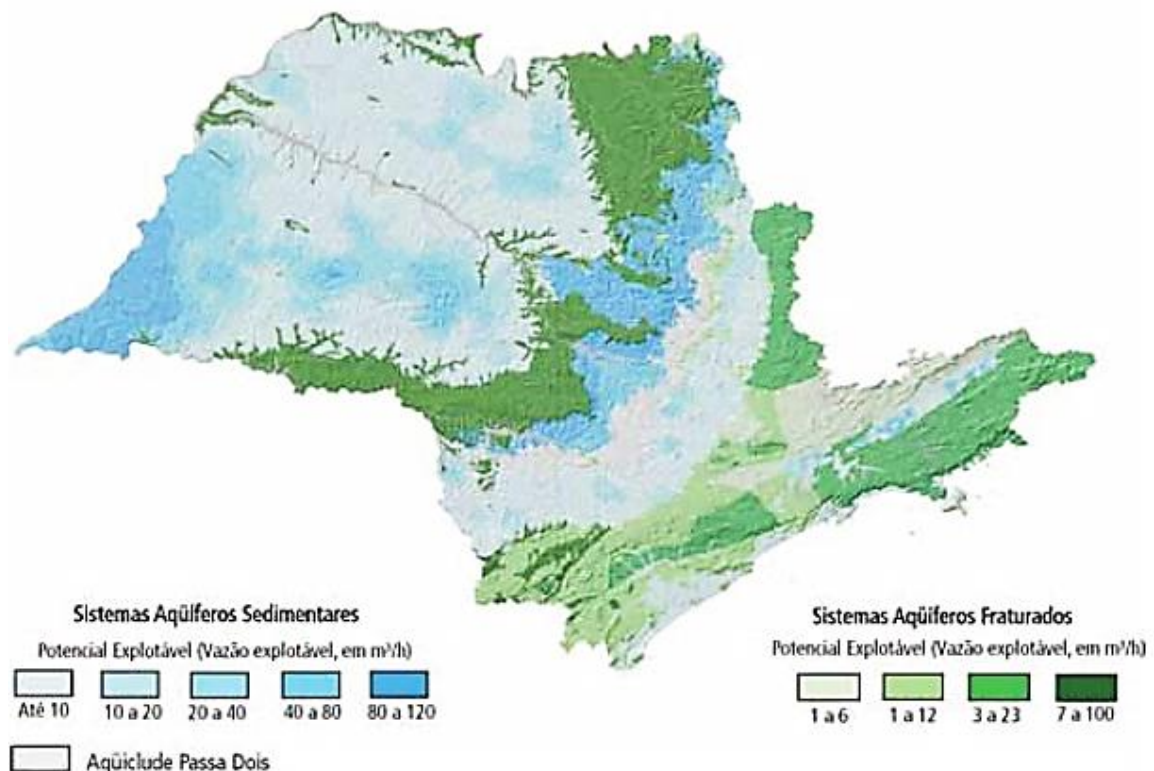 Sistemas Aqüíferos Sedimentares
Potencial Explotável (Vazão explotável, em m³/h)
Até 10
10 a 20
20 a 40
40 a 80
80 a 120
Aqüiclude Passa Dois
Sistemas Aqüíferos Fraturados
Potencial Explotável (Vazão explotável, em m³/h)
1 a 6
1 a 12
3 a 23
7 a 100